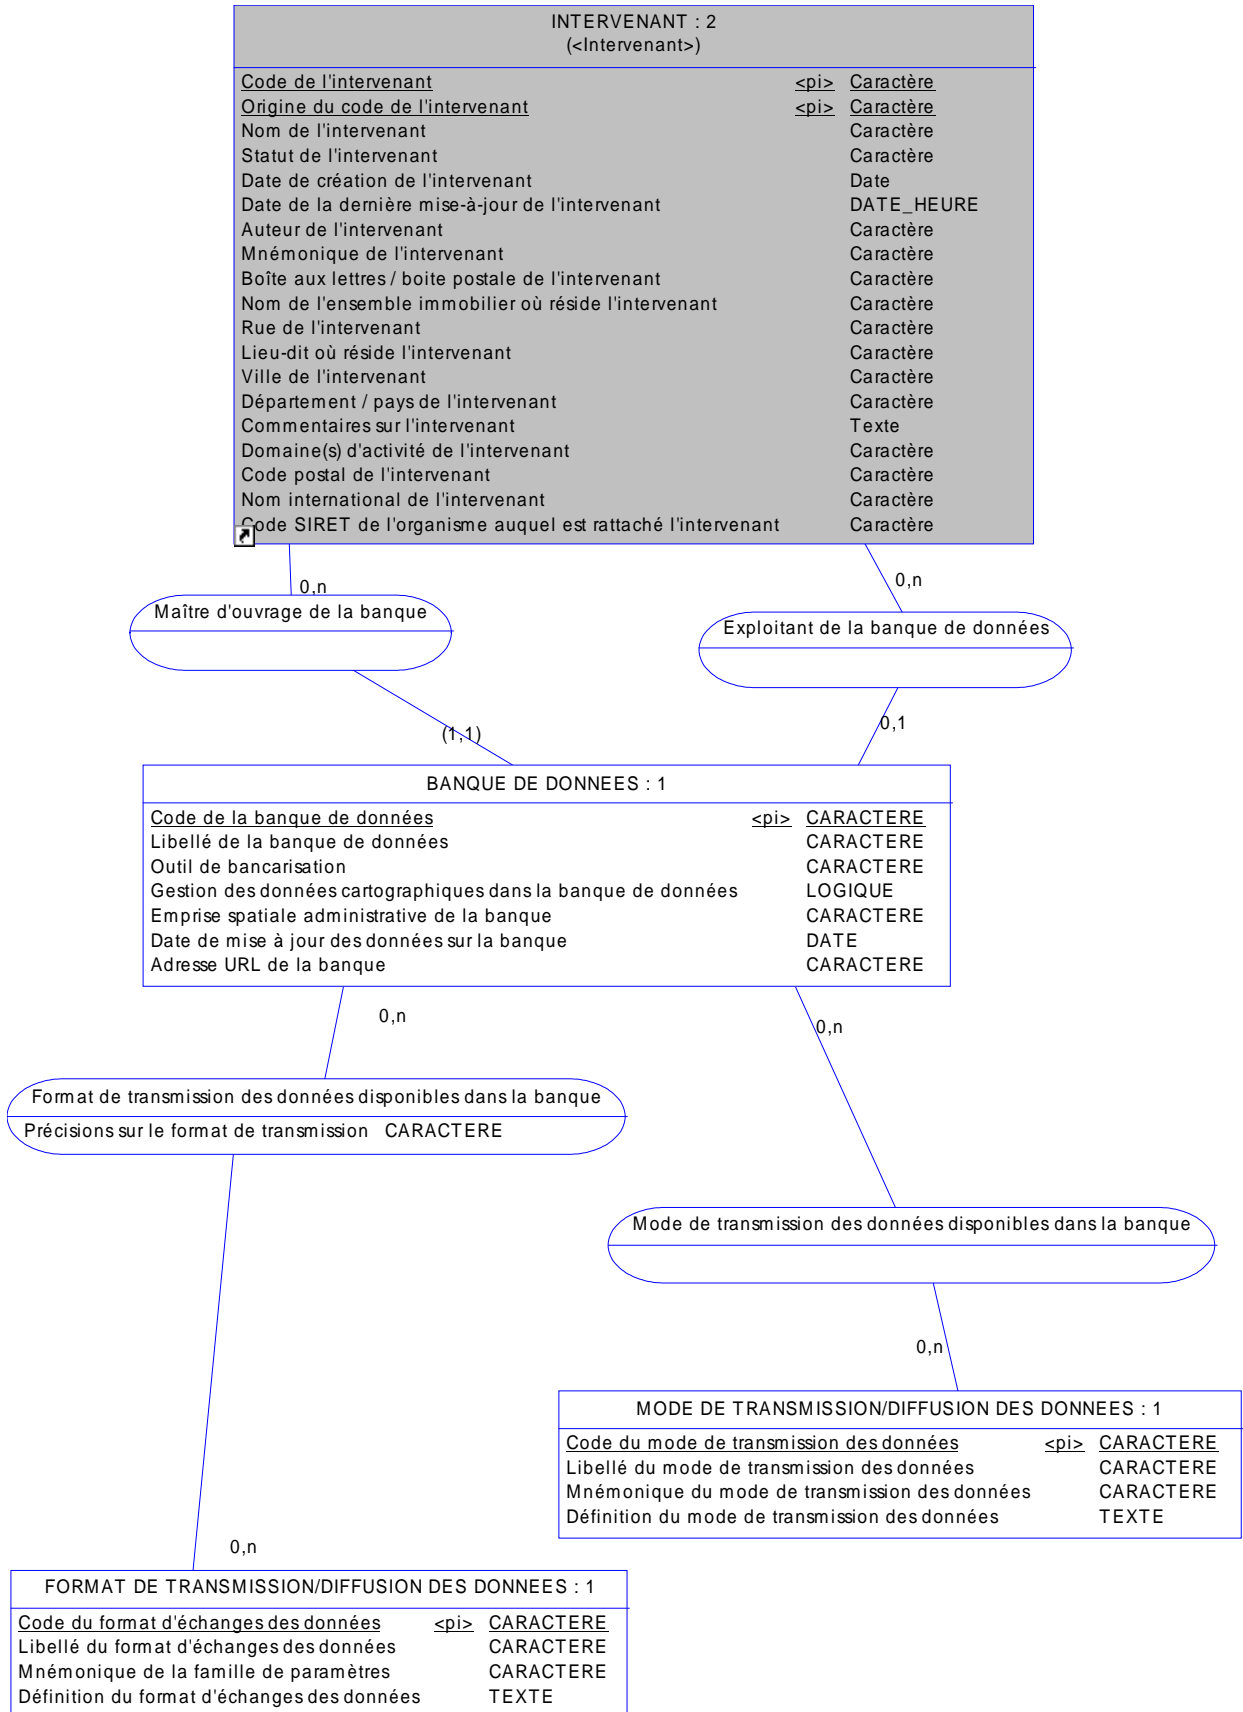 INTERVENANT : 2
(<Intervenant>)
Code de l'intervenant <pi> Caractère
Origine du code de l'intervenant <pi> Caractère
Nom de l'intervenant Caractère
Statut de l'intervenant Caractère
Date de création de l'intervenant Date
Date de la dernière mise-à-jour de l'intervenant DATE_HEURE
Auteur de l'intervenant Caractère
Mnémonique de l'intervenant Caractère
Boîte aux lettres / boite postale de l'intervenant Caractère
Nom de l'ensemble immobilier où réside l'intervenant Caractère
Rue de l'intervenant Caractère
Lieu-dit où réside l'intervenant Caractère
Ville de l'intervenant Caractère
Département / pays de l'intervenant Caractère
Commentaires sur l'intervenant Texte
Domaine(s) d'activité de l'intervenant Caractère
Code postal de l'intervenant Caractère
Nom international de l'intervenant Caractère
Code SIRET de l'organisme auquel est rattaché l'intervenant Caractère
0,n
0,n
Maître d'ouvrage de la banque
Exploitant de la banque de données
(1,1)
0,1
BANQUE DE DONNEES : 1
Code de la banque de données <pi> CARACTERE
Libellé de la banque de données CARACTERE
Outil de bancarisation CARACTERE
Gestion des données cartographiques dans la banque de données LOGIQUE
Emprise spatiale administrative de la banque CARACTERE
Date de mise à jour des données sur la banque DATE
Adresse URL de la banque CARACTERE
0,n
0,n
Format de transmission des données disponibles dans la banque
Précisions sur le format de transmission CARACTERE
Mode de transmission des données disponibles dans la banque
0,n
MODE DE TRANSMISSION/DIFFUSION DES DONNEES : 1
Code du mode de transmission des données <pi> CARACTERE
Libellé du mode de transmission des données CARACTERE
Mnémonique du mode de transmission des données CARACTERE
Définition du mode de transmission des données TEXTE
0,n
FORMAT DE TRANSMISSION/DIFFUSION DES DONNEES : 1
Code du format d'échanges des données <pi> CARACTERE
Libellé du format d'échanges des données CARACTERE
Mnémonique de la famille de paramètres CARACTERE
Définition du format d'échanges des données TEXTE